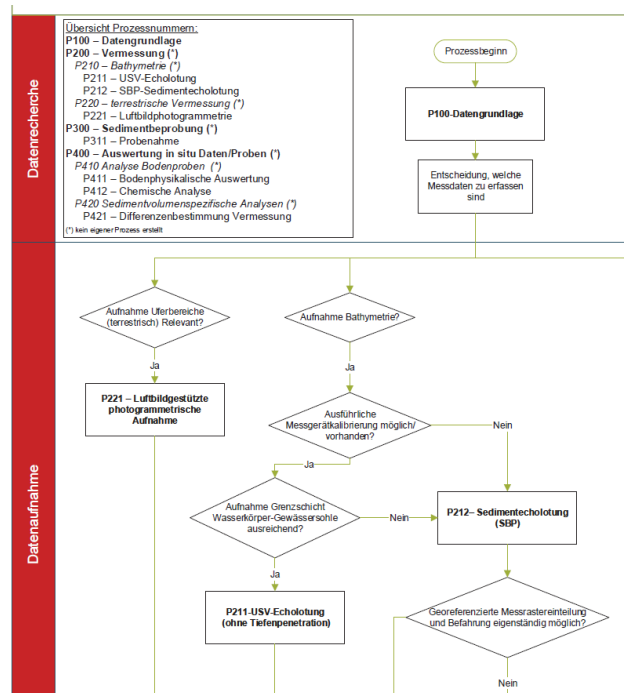 Datenrecherche
Übersicht Prozessnummern:
P100 – Datengrundlage
P200 – Vermessung (*)
P210 – Bathymetrie (*)
P211 – USV-Echolotung
P212 – SBP-Sedimentecholotung
P220 – terrestrische Vermessung (*)
P221 – Luftbildphotogrammetrie
P300 – Sedimentbeprobung (*)
P311 – Probenahme
P400 – Auswertung in situ Daten/Proben (*)
P410 Analyse Bodenproben (*)
P411 – Bodenphysikalische Auswertung
P412 – Chemische Analyse
P420 Sedimentvolumenspezifische Analysen (*)
P421 – Differenzenbestimmung Vermessung
(*) kein eigener Prozess erstellt
Prozessbeginn
P100-Datengrundlage
Entscheidung, welche
Messdaten zu erfassen
sind
Datenaufnahme
Aufnahme Uferbereiche
(terrestrisch) Relevant?
Aufnahme Bathymetrie?
Ja
Ja
P221 – Luftbildgestützte
photogrammetrische
Aufnahme
Ausführliche
Messgerätkalibrierung möglich/
vorhanden?
Nein
Ja
Aufnahme Grenzschicht
Wasserkörper-Gewässersohle
ausreichend?
Nein
P212– Sedimentecholotung
(SBP)
Ja
P211-USV-Echolotung
(ohne Tiefenpenetration)
Georeferenzierte Messrastereinteilung
und Befahrung eigenständig möglich?
Nein